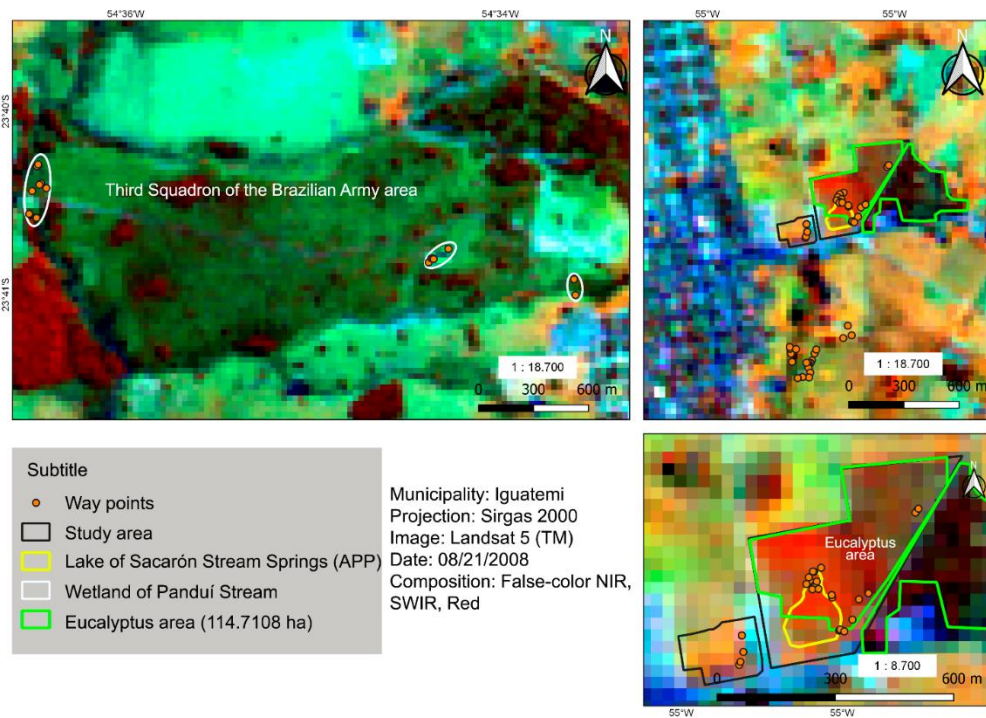 54°36'W
54°34'W
55°W
55°W
N
N
23°40'S
Third Squadron of the Brazilian Army area
23°41'S
1 : 18.700
0 300 600 m
1 : 18.700
0 300 600 m
Subtitle
Way points
Study area
Lake of Sacarón Stream Springs (APP)
Wetland of Panduí Stream
Eucalyptus area (114.7108 ha)
Municipality: Iguatemi
Projection: Sirgas 2000
Image: Landsat 5 (TM)
Date: 08/21/2008
Composition: False-color NIR,
SWIR, Red
N
Eucalyptus
area
1 : 8.700
0 300 600 m
55°W
55°W